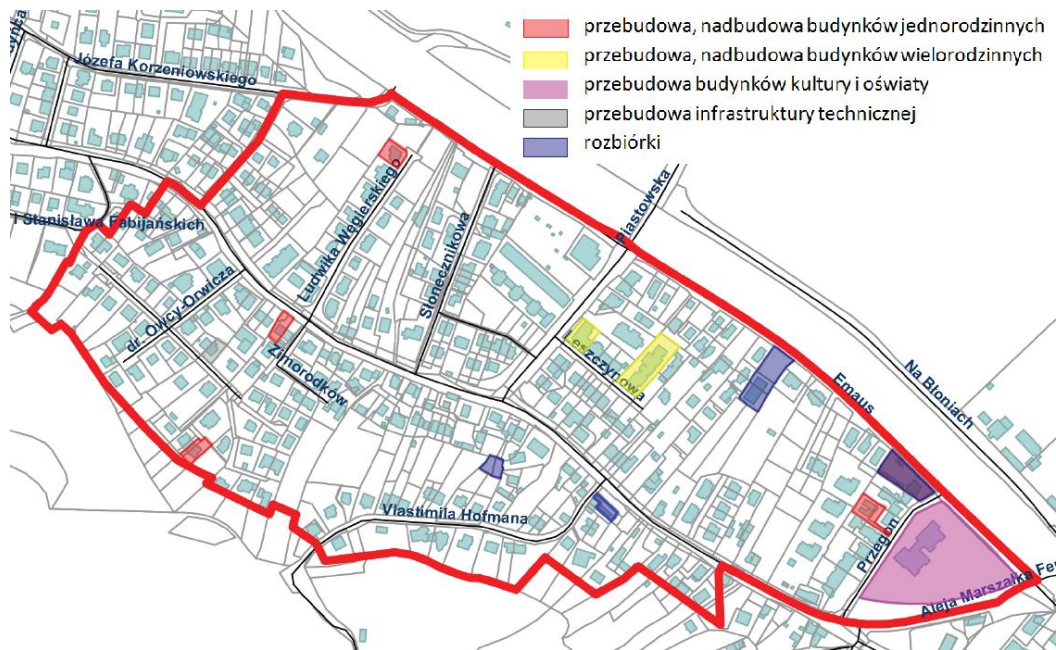 przebudowa, nadbudowa budynków jednorodzinnych
przebudowa, nadbudowa budynków wielorodzinnych
przebudowa budynków kultury i oświaty
przebudowa infrastruktury technicznej
rozbiórki
Józefa Korzeniowskiego
i Stanisława Fabijańskich
dr. Owcy-Orwicza
Ludwika Węgierskiego
Zimorodków
Słonecznikowa
Piastowska
Leszczynowa
Vlastimila Hofmana
Emaus
Na Błoniach
Przegon
Aleja Marszałka Fer